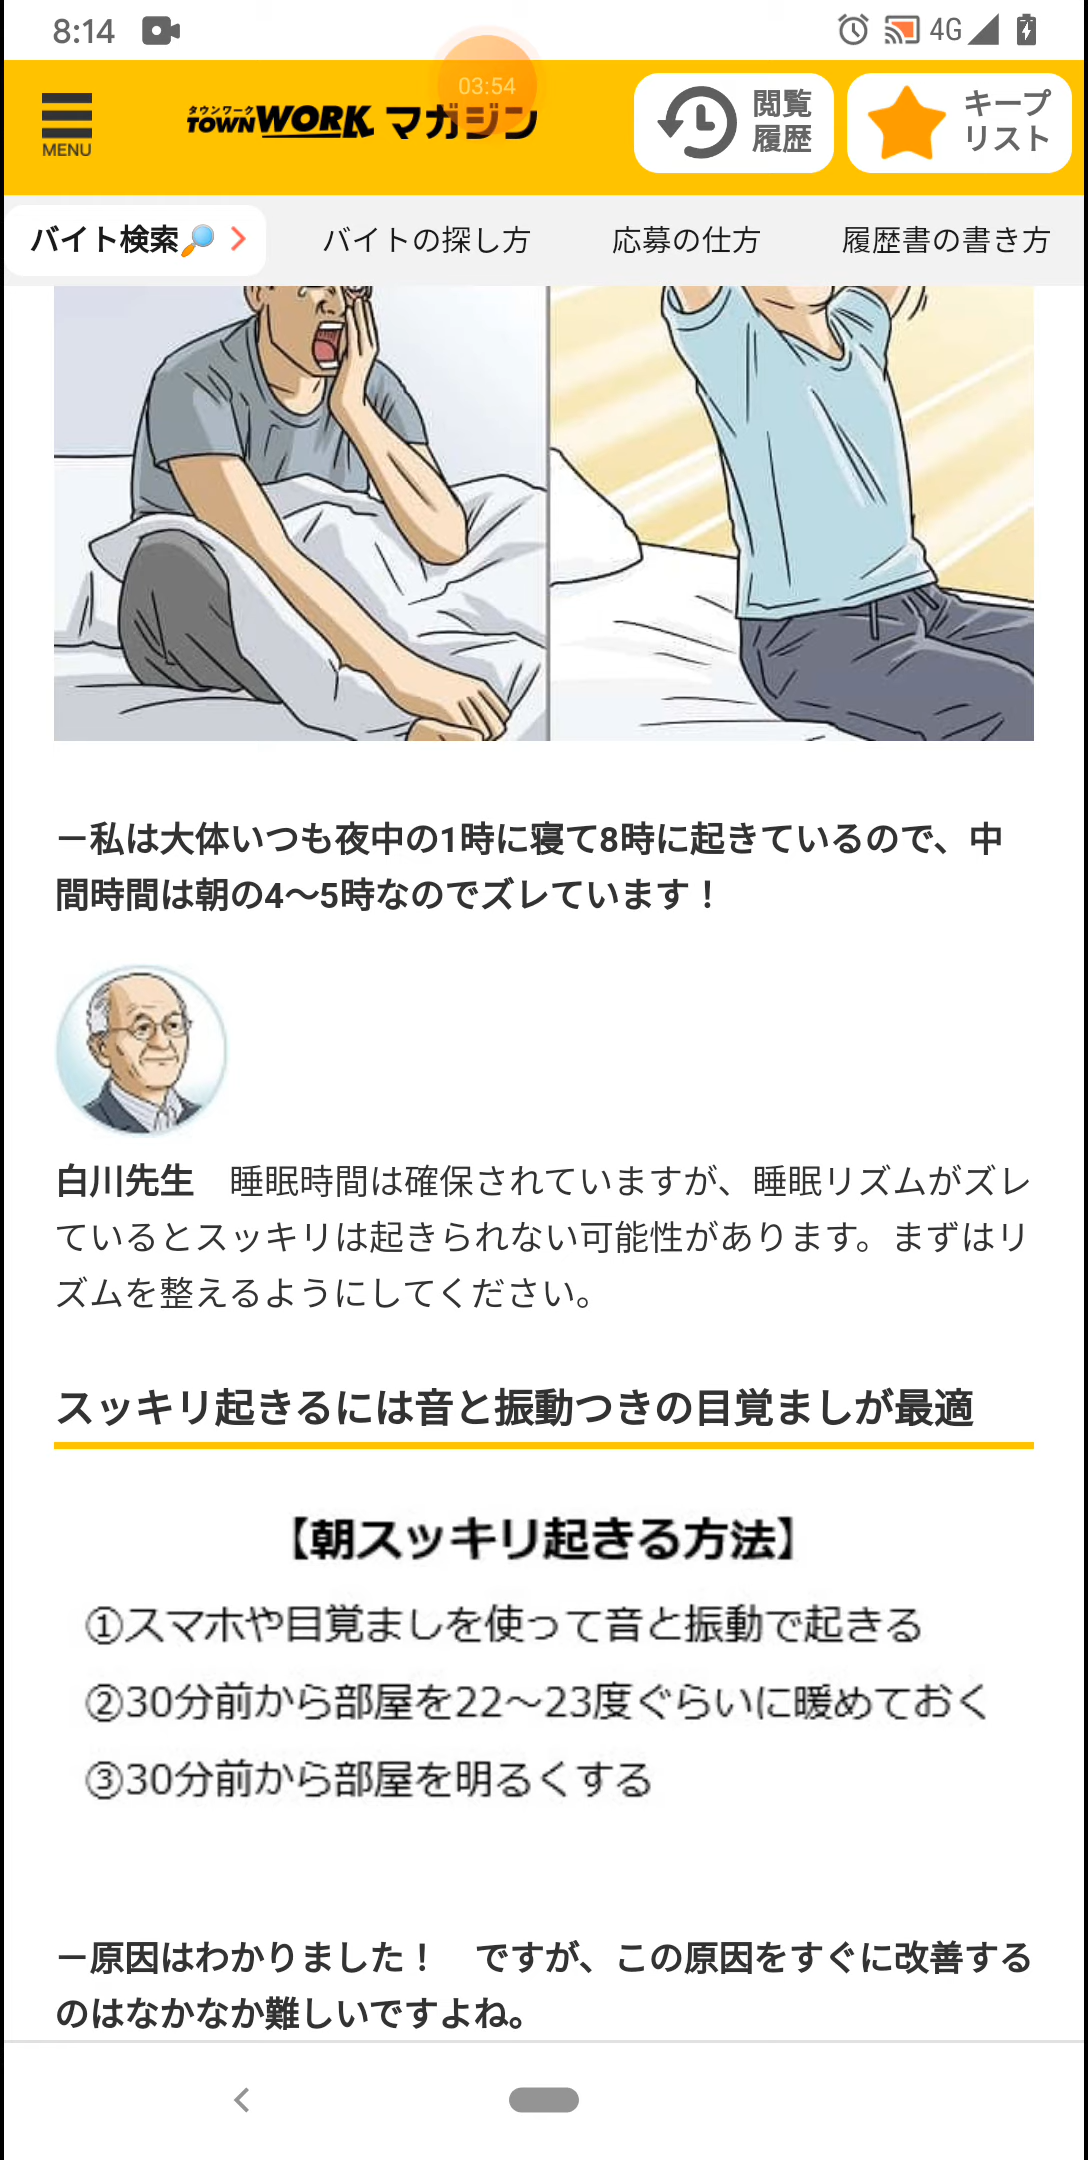 8:14
4G
03:54
MENU
タウンワーク
TOWNWORK マガジン
閲覧
履歴
キープ
リスト
バイト検索
バイトの探し方
応募の仕方
履歴書の書き方
－私は大体いつも夜中の1時に寝て8時に起きているので、中
間時間は朝の4～5時なのでズレています！
白川先生　睡眠時間は確保されていますが、睡眠リズムがズレ
ているとスッキリは起きられない可能性があります。まずはリ
ズムを整えるようにしてください。
スッキリ起きるには音と振動つきの目覚ましが最適
【朝スッキリ起きる方法】
①スマホや目覚ましを使って音と振動で起きる
②30分前から部屋を22～23度ぐらいに暖めておく
③30分前から部屋を明るくする
－原因はわかりました！　ですが、この原因をすぐに改善する
のはなかなか難しいですよね。